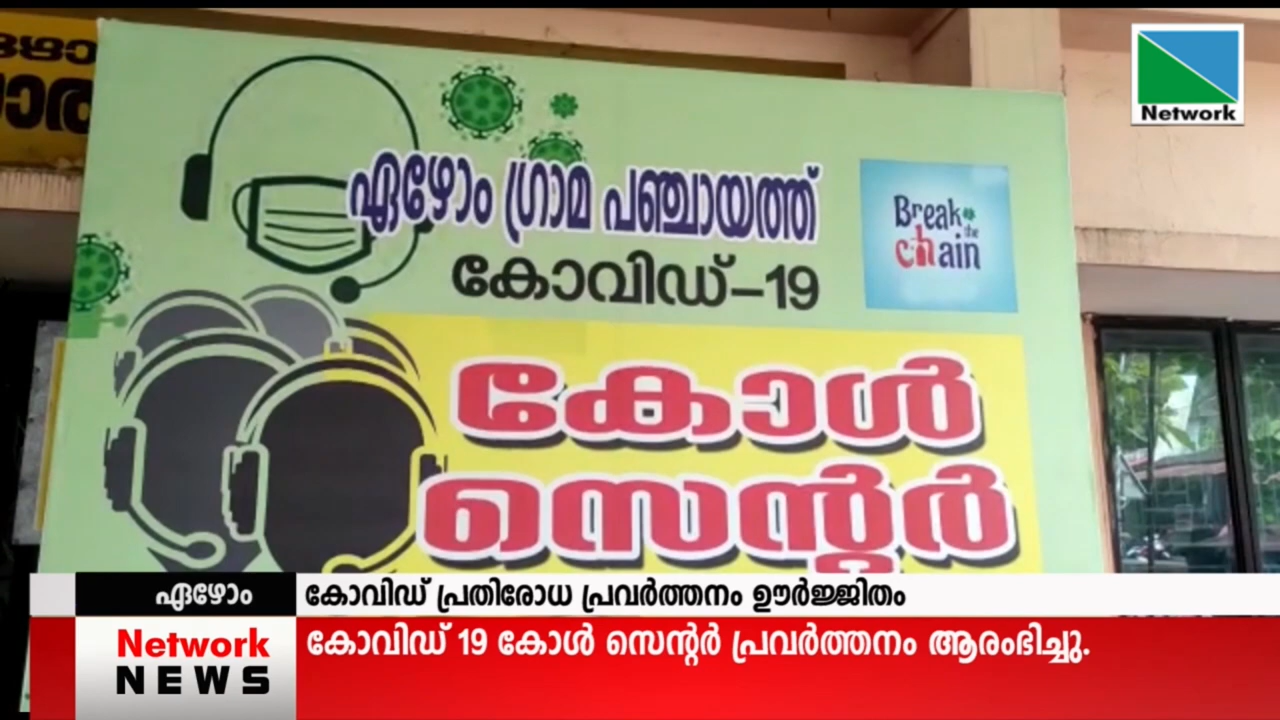 Network
ഏഴോം ഗ്രാമ പഞ്ചായത്ത്
കോവിഡ്-19
Break the chain
കോൾ
സെന്റർ
ഏഴോം
കോവിഡ് പ്രതിരോധ പ്രവർത്തനം ഊർജ്ജിതം
Network
NEWS
കോവിഡ് 19 കോൾ സെന്റർ പ്രവർത്തനം ആരംഭിച്ചു.